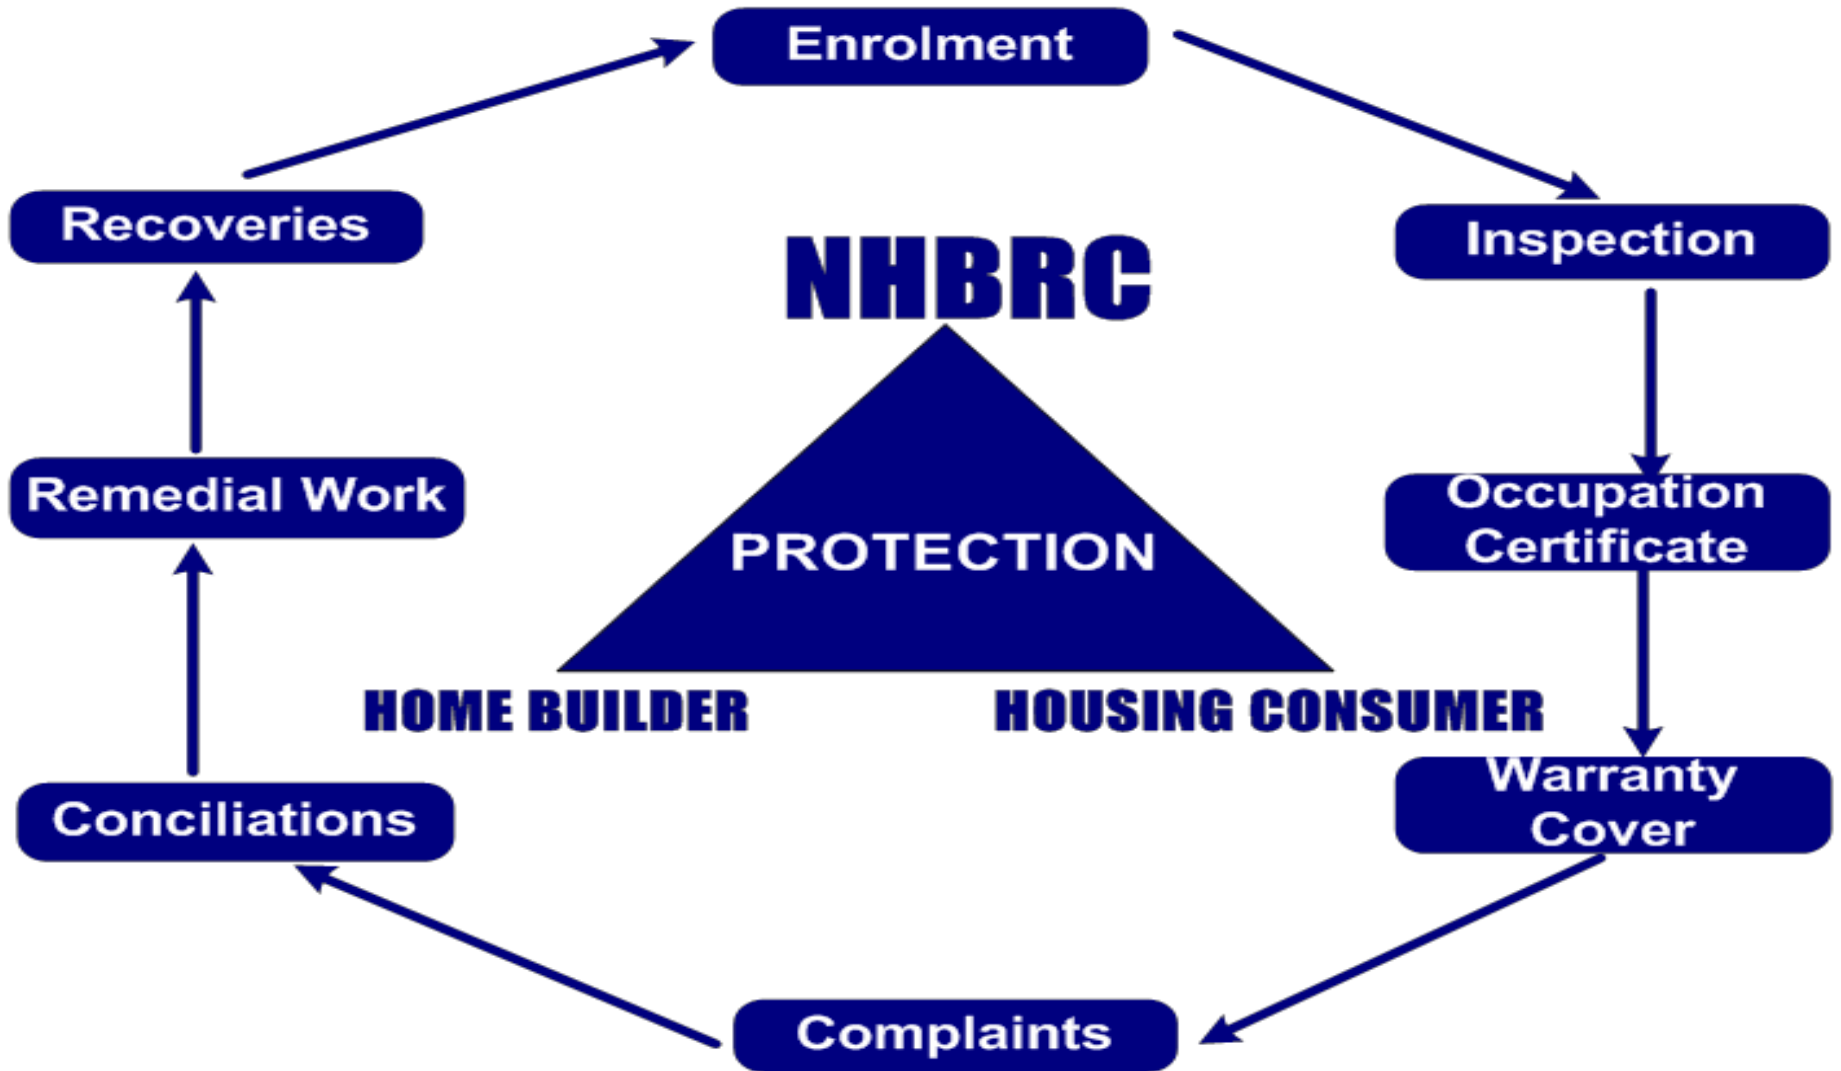 Enrolment
Recoveries
Inspection
NHBRC
Remedial Work
Occupation
Certificate
PROTECTION
HOME BUILDER
HOUSING CONSUMER
Warranty
Cover
Conciliations
Complaints